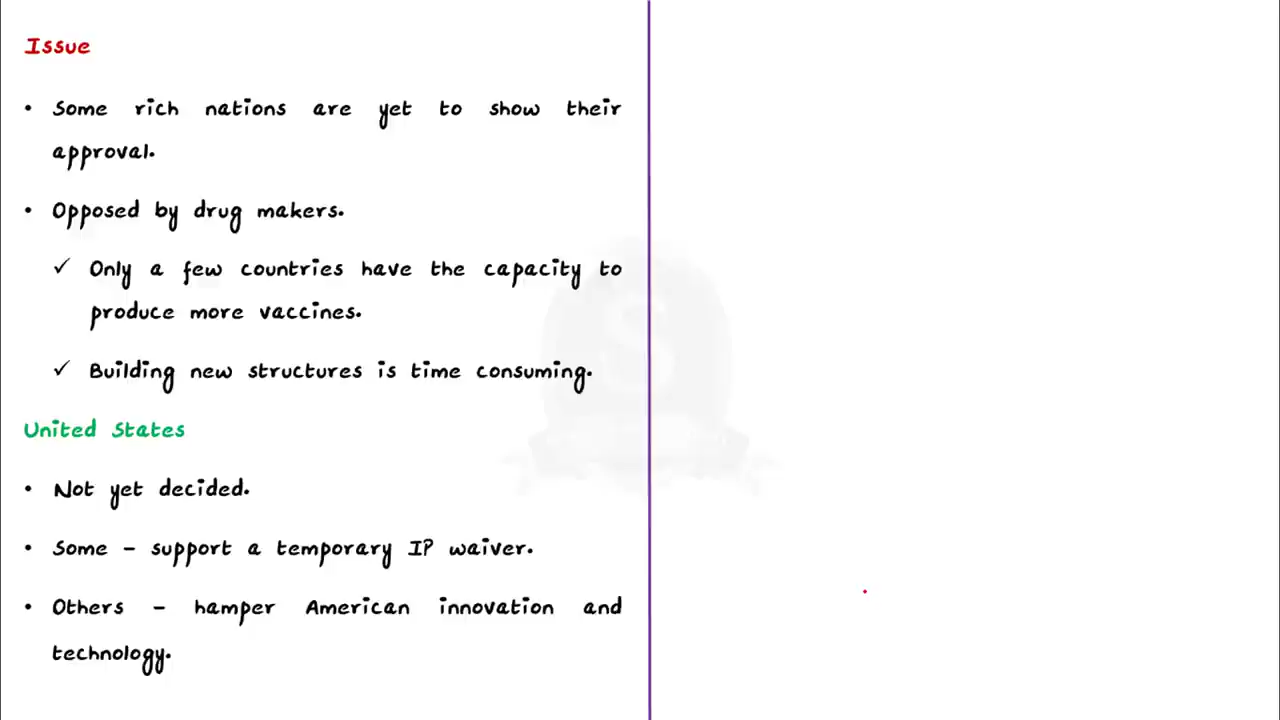 Issue
• Some rich nations are yet to show their
approval.
• Opposed by drug makers.
✓ Only a few countries have the capacity to
produce more vaccines.
✓ Building new structures is time consuming.
United States
• Not yet decided.
• Some – support a temporary IP waiver.
• Others – hamper American innovation and
technology.
S